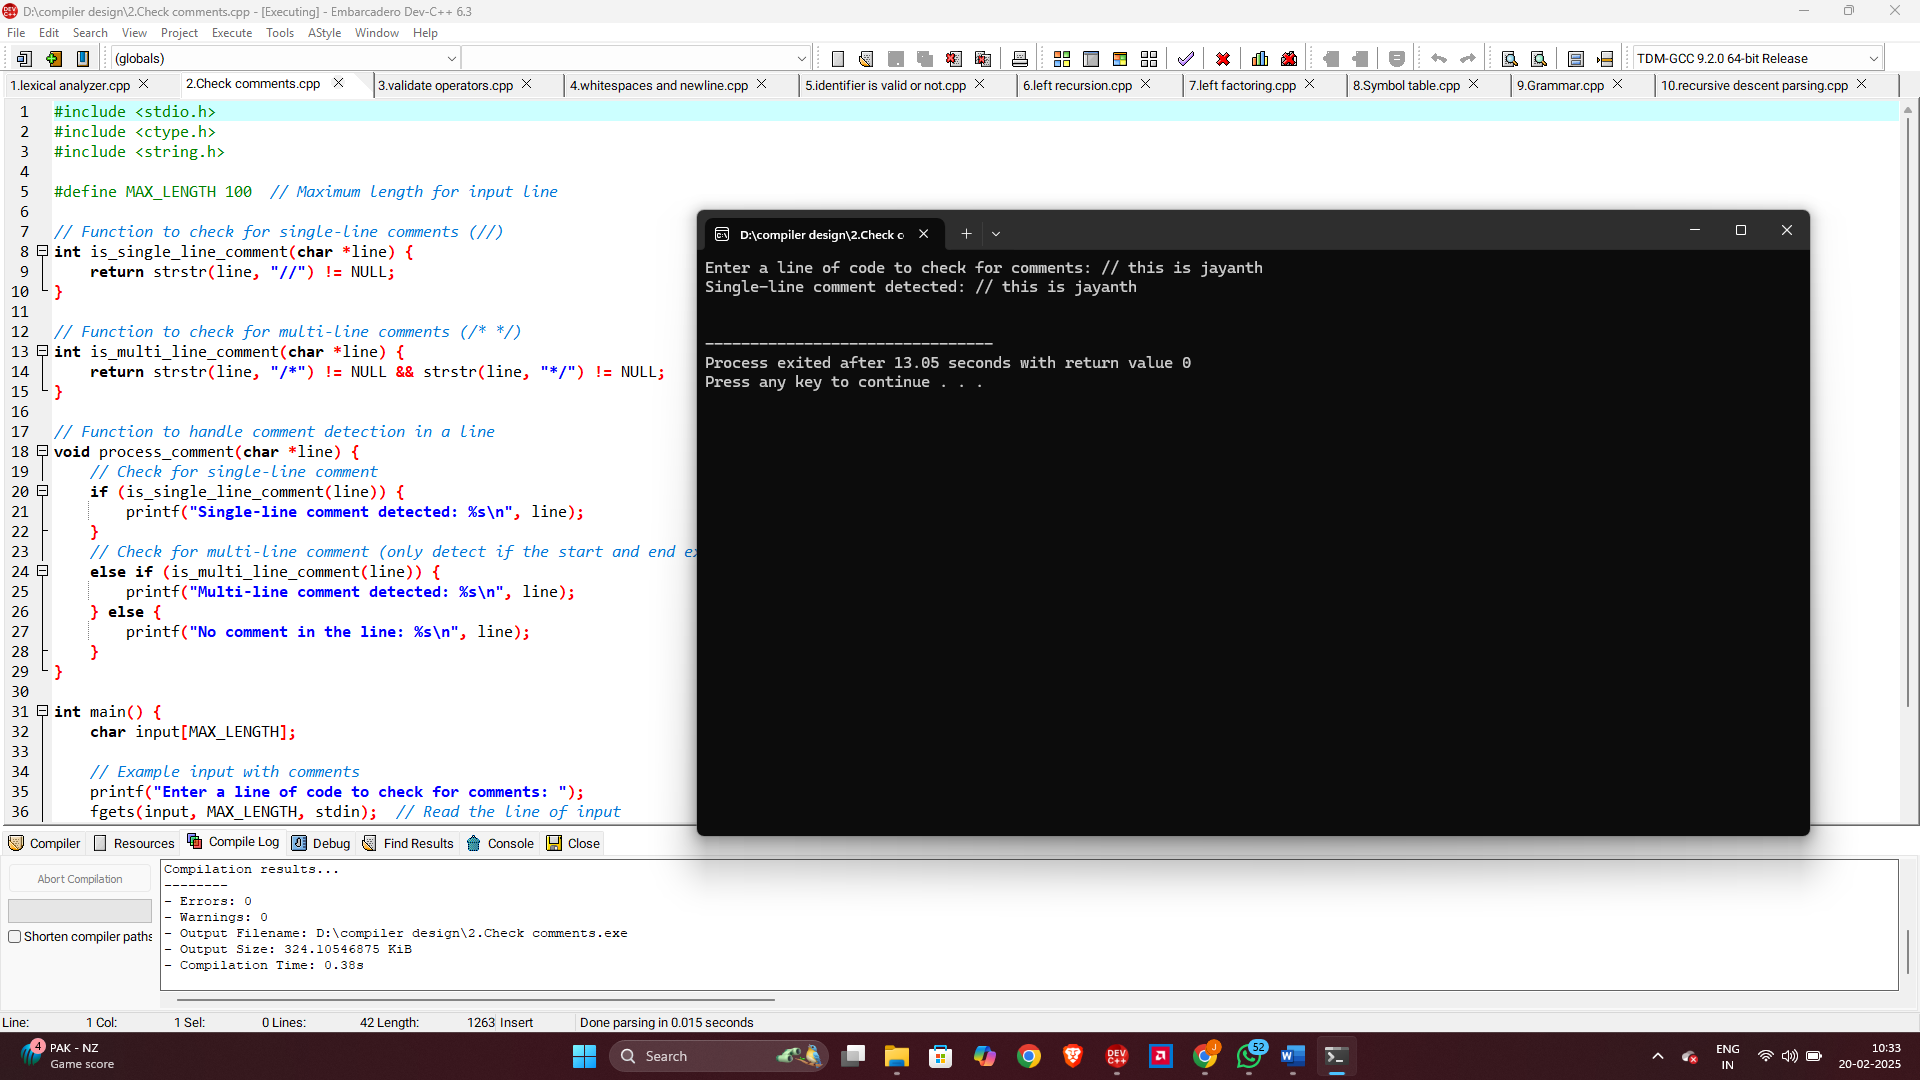 D:\compiler design\2.Check comments.cpp - [Executing] - Embarcadero Dev-C++ 6.3
File Edit Search View Project Execute Tools AStyle Window Help
(globals)
TDM-GCC 9.2.0 64-bit Release
1.lexical analyzer.cpp 2.Check comments.cpp 3.validate operators.cpp 4.whitespaces and newline.cpp 5.identifier is valid or not.cpp 6.left recursion.cpp 7.left factoring.cpp 8.Symbol table.cpp 9.Grammar.cpp 10.recursive descent parsing.cpp
1 #include <stdio.h>
2 #include <ctype.h>
3 #include <string.h>
4
5 #define MAX_LENGTH 100  // Maximum length for input line
6
7 // Function to check for single-line comments (//)
8 int is_single_line_comment(char *line) {
9     return strstr(line, "//") != NULL;
10 }
11
12 // Function to check for multi-line comments (/* */)
13 int is_multi_line_comment(char *line) {
14     return strstr(line, "/*") != NULL && strstr(line, "*/") != NULL;
15 }
16
17 // Function to handle comment detection in a line
18 void process_comment(char *line) {
19     // Check for single-line comment
20     if (is_single_line_comment(line)) {
21         printf("Single-line comment detected: %s\n", line);
22     }
23     // Check for multi-line comment (only detect if the start and end ex
24     else if (is_multi_line_comment(line)) {
25         printf("Multi-line comment detected: %s\n", line);
26     } else {
27         printf("No comment in the line: %s\n", line);
28     }
29 }
30
31 int main() {
32     char input[MAX_LENGTH];
33
34     // Example input with comments
35     printf("Enter a line of code to check for comments: ");
36     fgets(input, MAX_LENGTH, stdin);  // Read the line of input
D:\compiler design\2.Check c
Enter a line of code to check for comments: // this is jayanth
Single-line comment detected: // this is jayanth
--------------------------------
Process exited after 13.05 seconds with return value 0
Press any key to continue . . .
Compiler Resources Compile Log Debug Find Results Console Close
Abort Compilation
Shorten compiler paths
Compilation results...
--------
- Errors: 0
- Warnings: 0
- Output Filename: D:\compiler design\2.Check comments.exe
- Output Size: 324.10546875 KiB
- Compilation Time: 0.38s
Line: 1 Col: 1 Sel: 0 Lines: 42 Length: 1263 Insert Done parsing in 0.015 seconds
4
PAK - NZ
Game score
Search
DEV C++
J
52
W
ENG
IN
10:33
20-02-2025